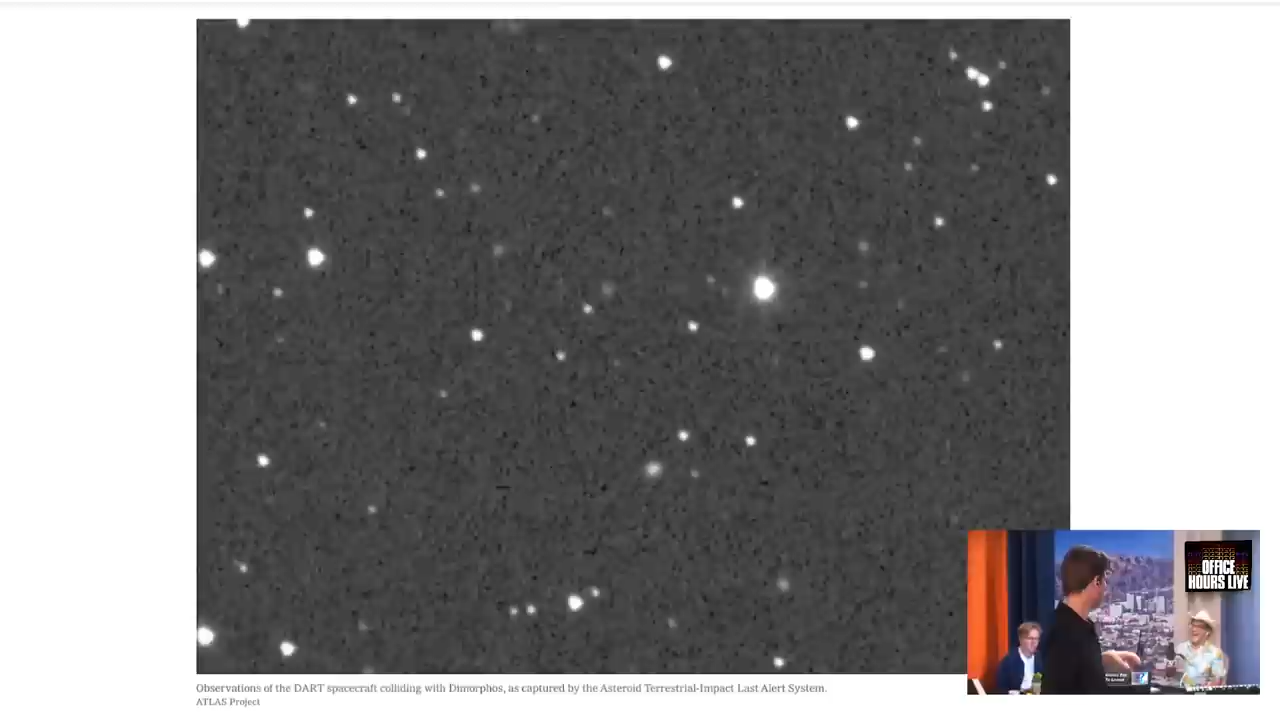 Observations of the DART spacecraft colliding with Dimorphos, as captured by the Asteroid Terrestrial-Impact Last Alert System.
ATLAS Project
OFFICE
HOURS LIVE